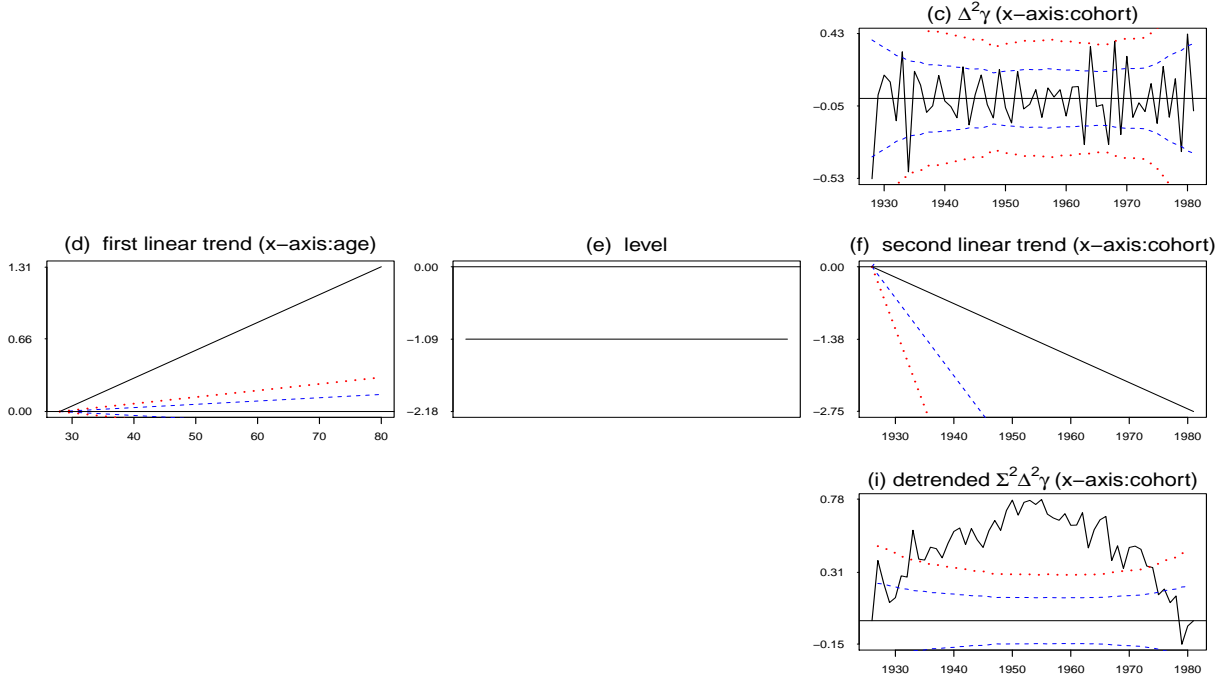 (c) Δ²γ (x−axis:cohort)
0.43
−0.05
−0.53
1930 1940 1950 1960 1970 1980
(d) first linear trend (x−axis:age)
1.31
0.66
0.00
30 40 50 60 70 80
(e) level
0.00
−1.09
−2.18
(f) second linear trend (x−axis:cohort)
0.00
−1.38
−2.75
1930 1940 1950 1960 1970 1980
(i) detrended Σ²Δ²γ (x−axis:cohort)
0.78
0.31
−0.15
1930 1940 1950 1960 1970 1980